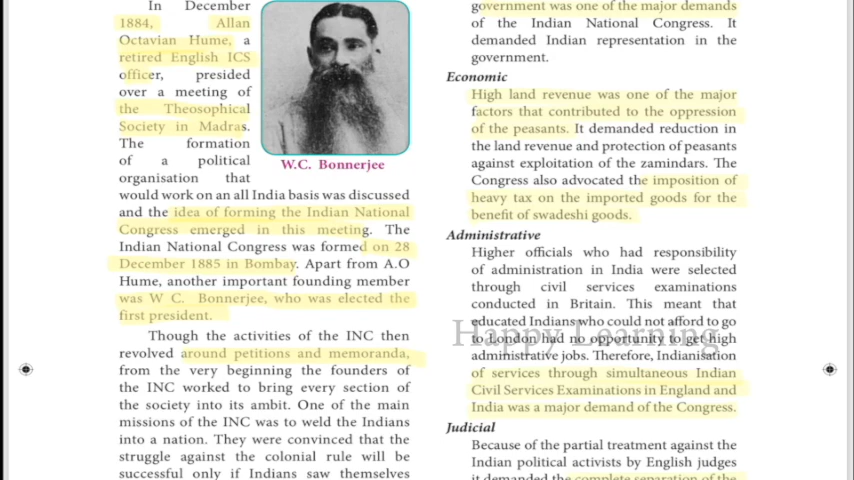 In December
1884, Allan
Octavian Hume, a
retired English ICS
officer, presided
over a meeting of
the Theosophical
Society in Madras.
The formation
of a political
organisation that
W.C. Bonnerjee
would work on an all India basis was discussed
and the idea of forming the Indian National
Congress emerged in this meeting. The
Indian National Congress was formed on 28
December 1885 in Bombay. Apart from A.O
Hume, another important founding member
was W C. Bonnerjee, who was elected the
first president.
Though the activities of the INC then
revolved around petitions and memoranda,
from the very beginning the founders of
the INC worked to bring every section of
the society into its ambit. One of the main
missions of the INC was to weld the Indians
into a nation. They were convinced that the
struggle against the colonial rule will be
successful only if Indians saw themselves
government was one of the major demands
of the Indian National Congress. It
demanded Indian representation in the
government.
Economic
High land revenue was one of the major
factors that contributed to the oppression
of the peasants. It demanded reduction in
the land revenue and protection of peasants
against exploitation of the zamindars. The
Congress also advocated the imposition of
heavy tax on the imported goods for the
benefit of swadeshi goods.
Administrative
Higher officials who had responsibility
of administration in India were selected
through civil services examinations
conducted in Britain. This meant that
educated Indians who could not afford to go
to London had no opportunity to get high
administrative jobs. Therefore, Indianisation
of services through simultaneous Indian
Civil Services Examinations in England and
India was a major demand of the Congress.
Judicial
Because of the partial treatment against the
Indian political activists by English judges
it demanded the complete separation of the
Happy Learning